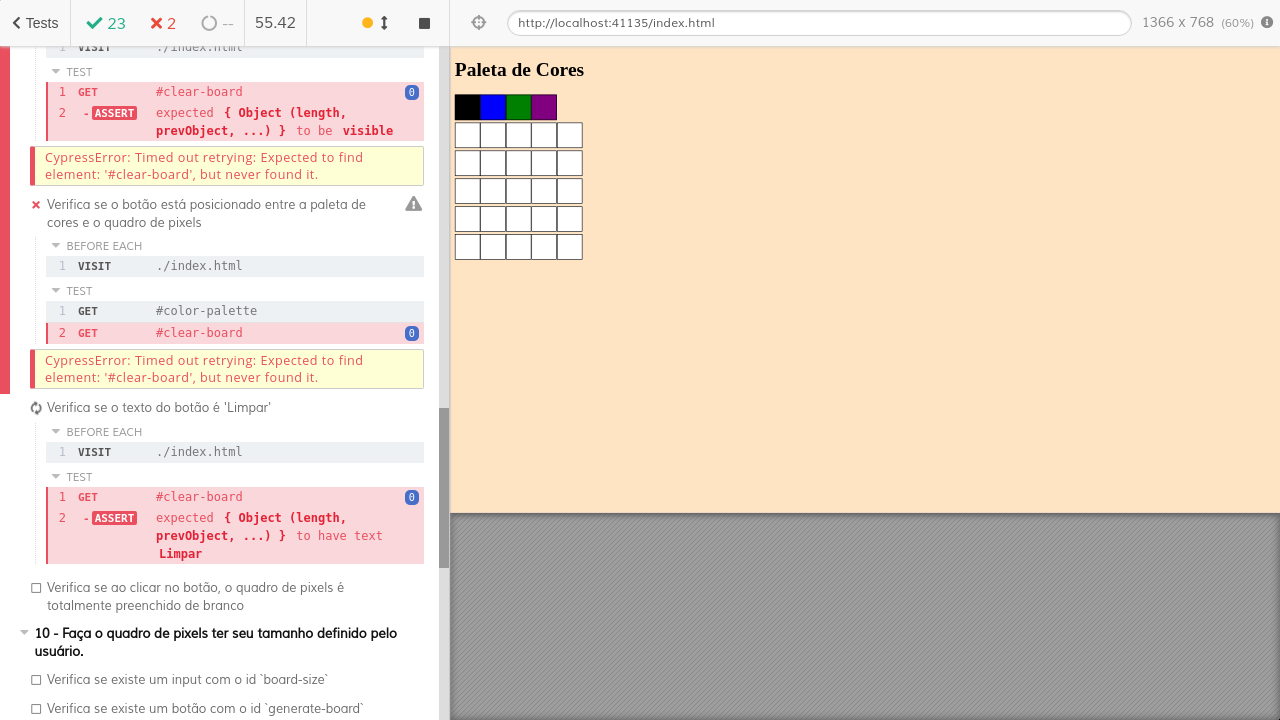 Tests
23
2
--
55.42
http://localhost:41135/index.html
1366 x 768 (60%)
1 VISIT ./index.html
TEST
1 GET #clear-board 0
2 - ASSERT expected { Object (length,
prevObject, ...) } to be visible
CypressError: Timed out retrying: Expected to find
element: '#clear-board', but never found it.
Verifica se o botão está posicionado entre a paleta de
cores e o quadro de pixels
BEFORE EACH
1 VISIT ./index.html
TEST
1 GET #color-palette
2 GET #clear-board 0
CypressError: Timed out retrying: Expected to find
element: '#clear-board', but never found it.
Verifica se o texto do botão é 'Limpar'
BEFORE EACH
1 VISIT ./index.html
TEST
1 GET #clear-board 0
2 - ASSERT expected { Object (length,
prevObject, ...) } to have text
Limpar
Verifica se ao clicar no botão, o quadro de pixels é
totalmente preenchido de branco
10 - Faça o quadro de pixels ter seu tamanho definido pelo
usuário.
Verifica se existe um input com o id `board-size`
Verifica se existe um botão com o id `generate-board`
Paleta de Cores